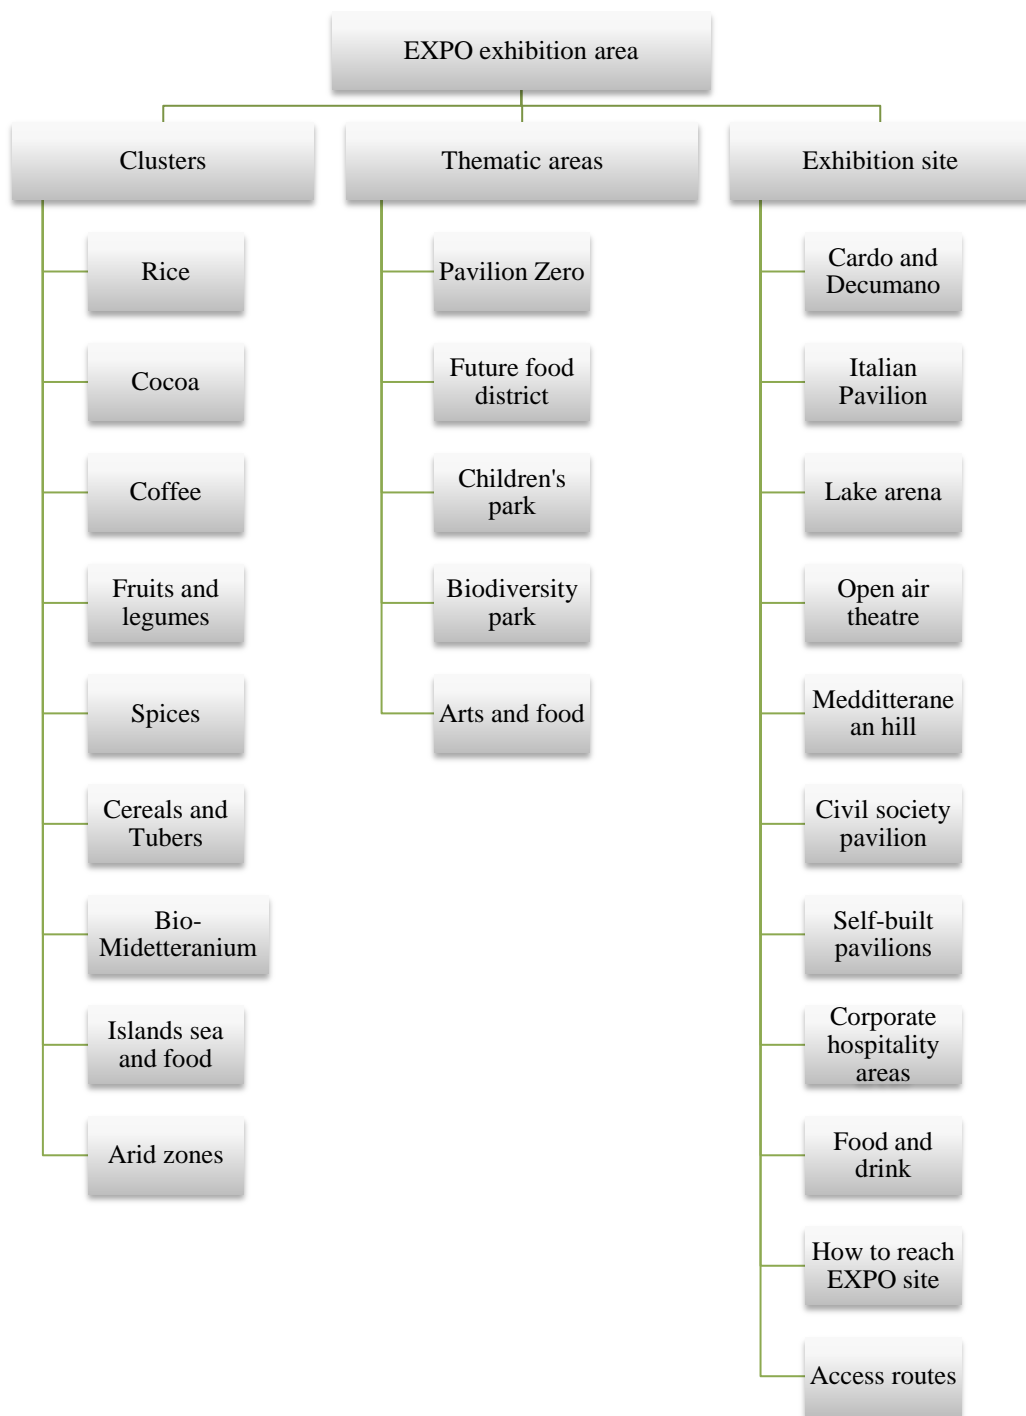 EXPO exhibition area
Clusters
Rice
Cocoa
Coffee
Fruits and
legumes
Spices
Cereals and
Tubers
Bio-
Midetteranium
Islands sea
and food
Arid zones
Thematic areas
Pavilion Zero
Future food
district
Children's
park
Biodiversity
park
Arts and food
Exhibition site
Cardo and
Decumano
Italian
Pavilion
Lake arena
Open air
theatre
Medditterane
an hill
Civil society
pavilion
Self-built
pavilions
Corporate
hospitality
areas
Food and
drink
How to reach
EXPO site
Access routes